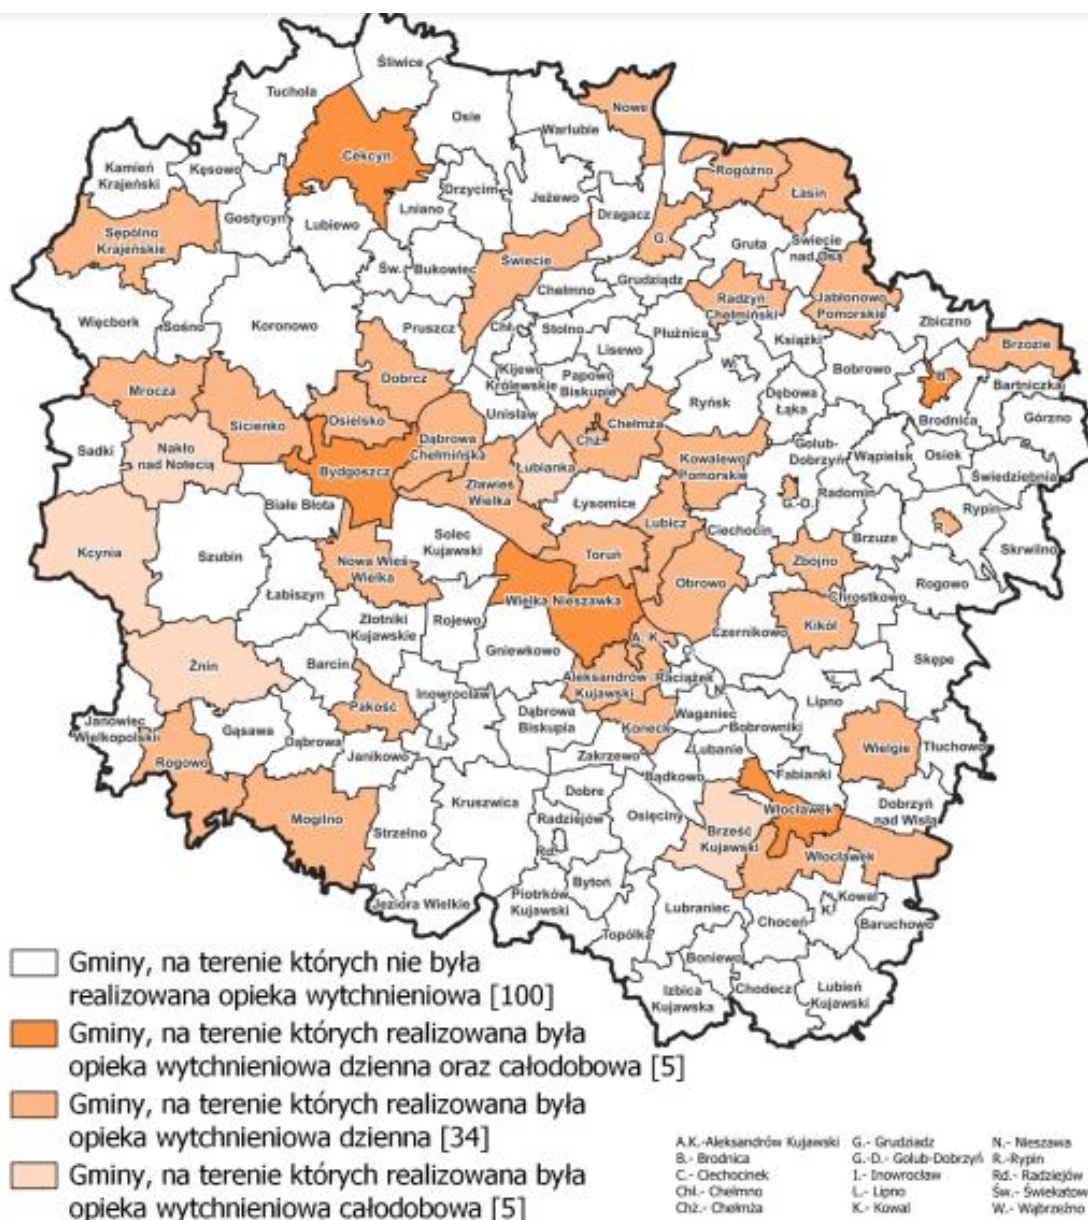 Śliwice
Tuchola
Nowe
Osie
Warlubie
Cekcyn
Kamień
Krajeński
Kęsowo
Rogóźno
Łasin
Drzycim
Jeżewo
Lniano
Dragacz
Gostycyn
Lubiewo
Sępólno
Krajeńskie
G.
Gruta
Świecie
nad Osą
Św.
Bukowiec
Świecie
Grudziądz
Chełmno
Radzyń
Chełmiński
Jabłonowo
Pomorskie
Więcbork
Sośno
Koronowo
Pruszcz
Chł.
Stolno
Płużnica
Książki
Zbiczno
Brzozie
Lisewo
Kijewo
Królewskie
Papowo
Biskupie
W.
Bobrowo
B.
Bartniczka
Mrocza
Dobrcz
Ryńsk
Dębowa
Łąka
Brodnica
Górzno
Unisław
Sicienko
Osielsko
Dąbrowa
Chełmińska
Chż.
Chełmża
Golub-
Dobrzyń
Wąpielsk
Osiek
Sadki
Nakło
nad Notecią
Bydgoszcz
Łubianka
Kowalewo
Pomorskie
Świedziebnia
Zławieś
Wielka
Łysomice
G.-D.
Radomin
Białe Błota
Lubicz
Ciechocin
R.
Rypin
Kcynia
Szubin
Solec
Kujawski
Toruń
Brzuze
Skrwilno
Nowa Wieś
Wielka
Obrowo
Zbójno
Rogowo
Łabiszyn
Wielka Nieszawka
Chrostkowo
Złotniki
Kujawskie
Rojewo
Czernikowo
Kikół
A. K.
Gniewkowo
C.
Żnin
Barcin
Skępe
Aleksandrów
Kujawski
Raciążek
Inowrocław
N.
L.
Lipno
Pakość
Janowiec
Wielkopolski
Gąsawa
Dąbrowa
I.
Dąbrowa
Biskupia
Koneck
Waganiec
Bobrowniki
Wielgie
Tłuchowo
Rogowo
Janikowo
Zakrzewo
Lubanie
Bądkowo
Fabianki
Mogilno
Strzelno
Kruszwica
Dobre
Radziejów
Osięciny
Włocławek
Dobrzyń
nad Wisłą
Brześć
Kujawski
Rd.
Włocławek
Bytoń
Jeziora Wielkie
Piotrków
Kujawski
Lubraniec
K.
Kowal
Choceń
Baruchowo
Topólka
Boniewo
Izbica
Kujawska
Chodecz
Lubień
Kujawski
Gminy, na terenie których nie była
realizowana opieka wytchnieniowa [100]
Gminy, na terenie których realizowana była
opieka wytchnieniowa dzienna oraz całodobowa [5]
Gminy, na terenie których realizowana była
opieka wytchnieniowa dzienna [34]
Gminy, na terenie których realizowana była
opieka wytchnieniowa całodobowa [5]
A.K.-Aleksandrów Kujawski G.- Grudziądz N.- Nieszawa
B.- Brodnica G.-D.- Golub-Dobrzyń R.-Rypin
C.- Ciechocinek I.- Inowrocław Rd.- Radziejów
Chł.- Chełmno L.- Lipno Św.- Świekatowo
Chż.- Chełmża K.- Kowal W.- Wąbrzeźno